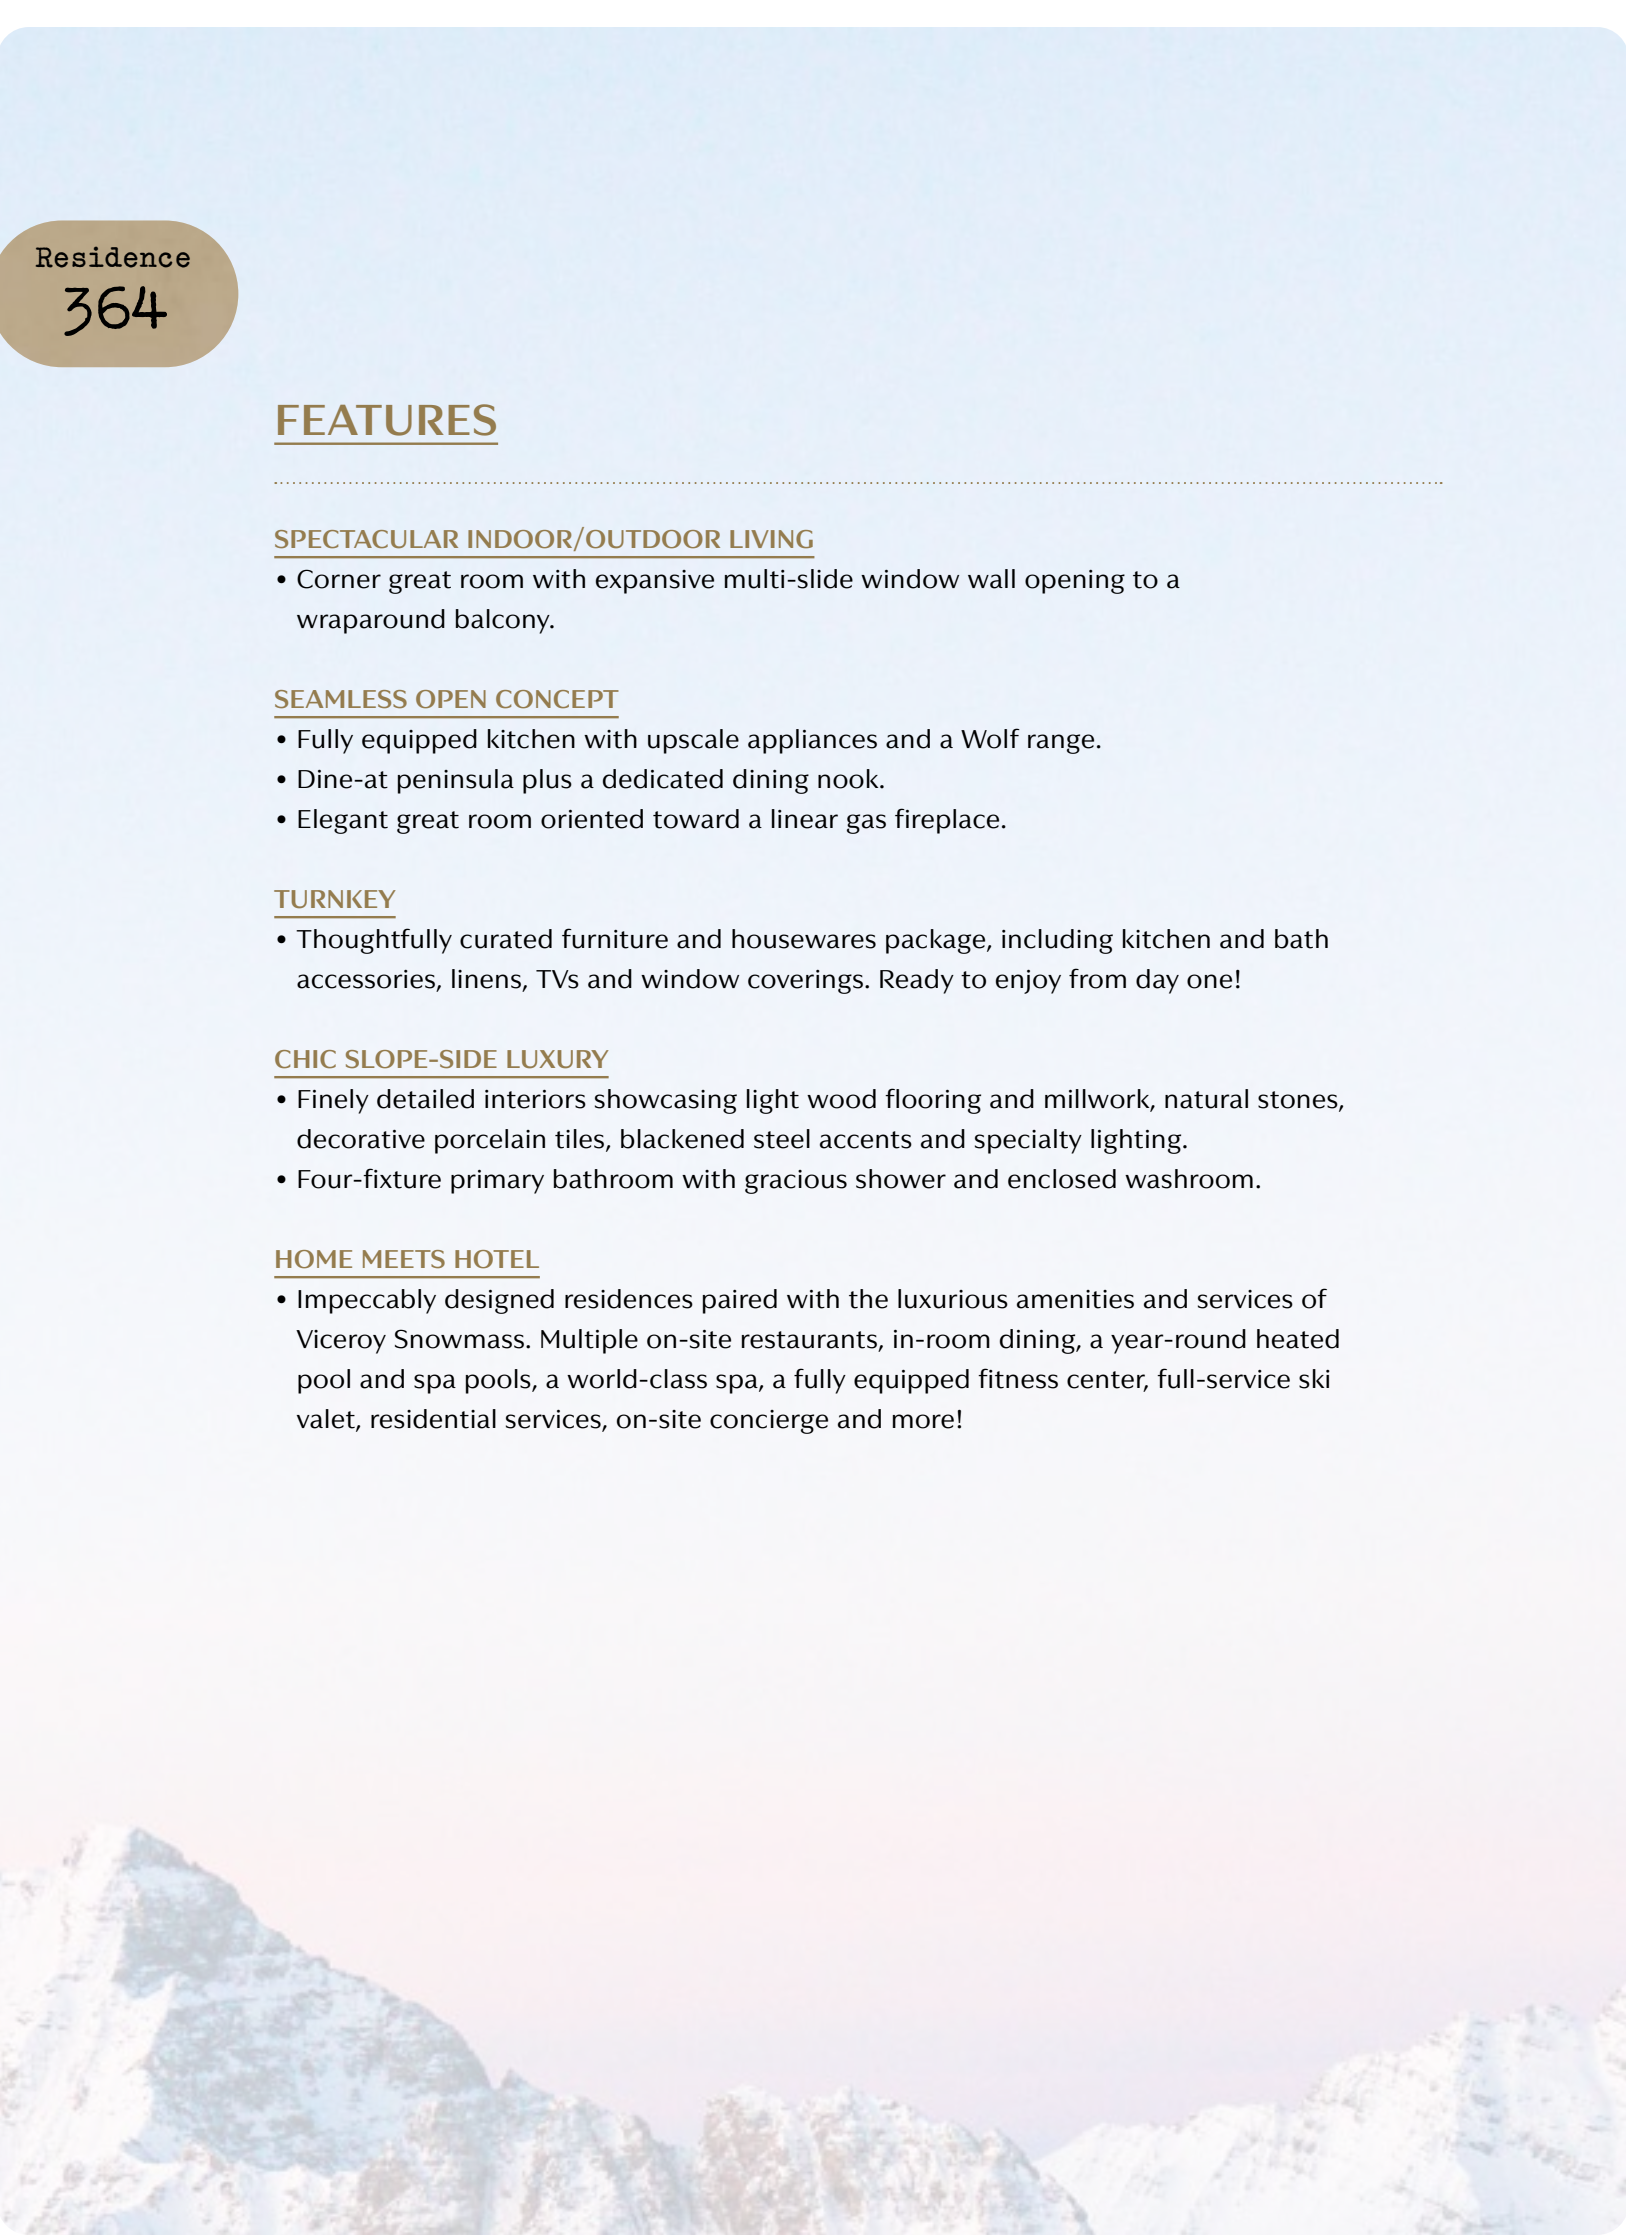 Residence
364
FEATURES
SPECTACULAR INDOOR/OUTDOOR LIVING
• Corner great room with expansive multi-slide window wall opening to a
wraparound balcony.
SEAMLESS OPEN CONCEPT
• Fully equipped kitchen with upscale appliances and a Wolf range.
• Dine-at peninsula plus a dedicated dining nook.
• Elegant great room oriented toward a linear gas fireplace.
TURNKEY
• Thoughtfully curated furniture and housewares package, including kitchen and bath
accessories, linens, TVs and window coverings. Ready to enjoy from day one!
CHIC SLOPE-SIDE LUXURY
• Finely detailed interiors showcasing light wood flooring and millwork, natural stones,
decorative porcelain tiles, blackened steel accents and specialty lighting.
• Four-fixture primary bathroom with gracious shower and enclosed washroom.
HOME MEETS HOTEL
• Impeccably designed residences paired with the luxurious amenities and services of
Viceroy Snowmass. Multiple on-site restaurants, in-room dining, a year-round heated
pool and spa pools, a world-class spa, a fully equipped fitness center, full-service ski
valet, residential services, on-site concierge and more!